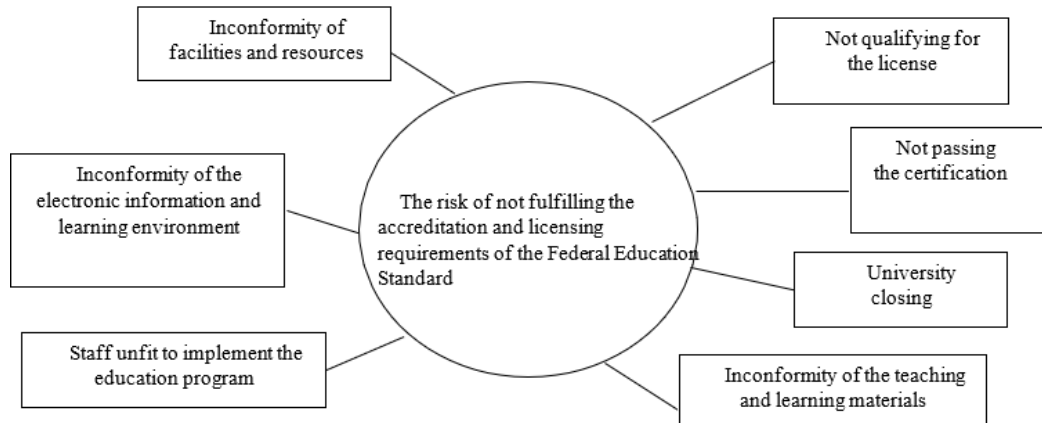 Inconformity of
facilities and resources
Not qualifying for
the license
Inconformity of the
electronic information and
learning environment
Not passing
the certification
The risk of not fulfilling the
accreditation and licensing
requirements of the Federal Education
Standard
University
closing
Staff unfit to implement the
education program
Inconformity of the teaching
and learning materials